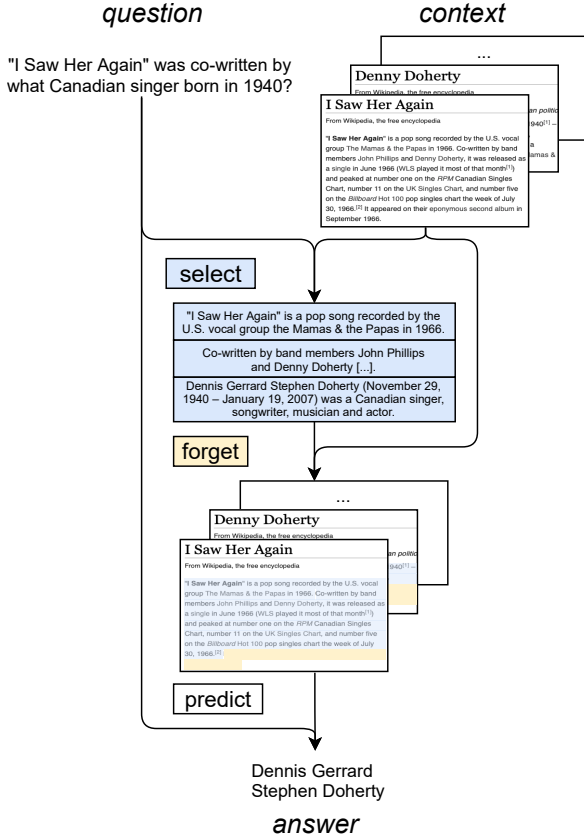 question
context
"I Saw Her Again" was co-written by
what Canadian singer born in 1940?
...
Denny Doherty
From Wikipedia, the free encyclopedia
an politic
940[1] –
a
amas &
I Saw Her Again
From Wikipedia, the free encyclopedia
"I Saw Her Again" is a pop song recorded by the U.S. vocal
group The Mamas & the Papas in 1966. Co-written by band
members John Phillips and Denny Doherty, it was released as
a single in June 1966 (WLS played it most of that month[1])
and peaked at number one on the RPM Canadian Singles
Chart, number 11 on the UK Singles Chart, and number five
on the Billboard Hot 100 pop singles chart the week of July
30, 1966.[2] It appeared on their eponymous second album in
September 1966.
select
"I Saw Her Again" is a pop song recorded by the
U.S. vocal group the Mamas & the Papas in 1966.
Co-written by band members John Phillips
and Denny Doherty [...].
Dennis Gerrard Stephen Doherty (November 29,
1940 – January 19, 2007) was a Canadian singer,
songwriter, musician and actor.
forget
...
Denny Doherty
From Wikipedia, the free encyclopedia
an politic
940[1] –
I Saw Her Again
From Wikipedia, the free encyclopedia
"I Saw Her Again" is a pop song recorded by the U.S. vocal
group The Mamas & the Papas in 1966. Co-written by band
members John Phillips and Denny Doherty, it was released as
a single in June 1966 (WLS played it most of that month[1])
and peaked at number one on the RPM Canadian Singles
Chart, number 11 on the UK Singles Chart, and number five
on the Billboard Hot 100 pop singles chart the week of July
30, 1966.[2]
predict
Dennis Gerrard
Stephen Doherty
answer